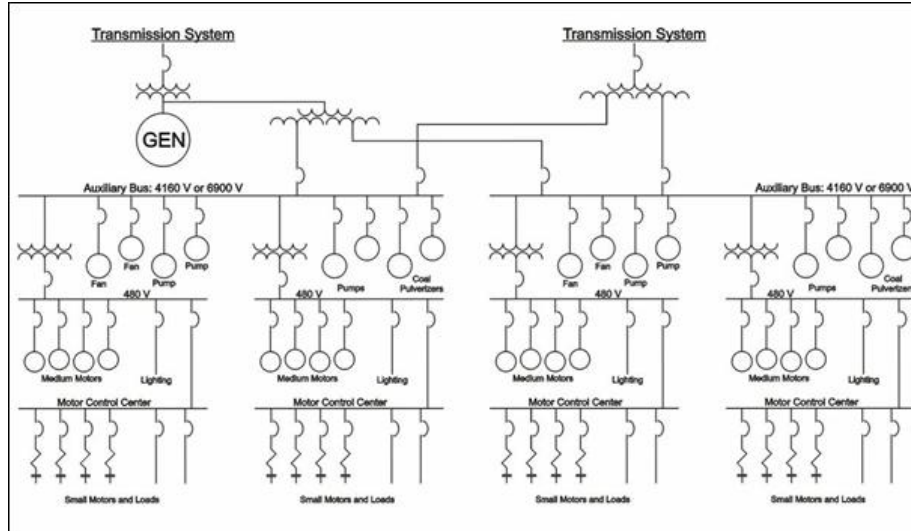 Transmission System
Transmission System
GEN
Auxiliary Bus: 4160 V or 6900 V
Auxiliary Bus: 4160 V or 6900 V
Fan
Fan
Pump
Pump
Pumps
Coal
Pulverizers
Fan
Fan
Pump
Pump
Pumps
Coal
Pulverizers
480 V
480 V
480 V
480 V
Medium Motors
Lighting
Medium Motors
Lighting
Medium Motors
Lighting
Medium Motors
Lighting
Motor Control Center
Motor Control Center
Motor Control Center
Motor Control Center
Small Motors and Loads
Small Motors and Loads
Small Motors and Loads
Small Motors and Loads